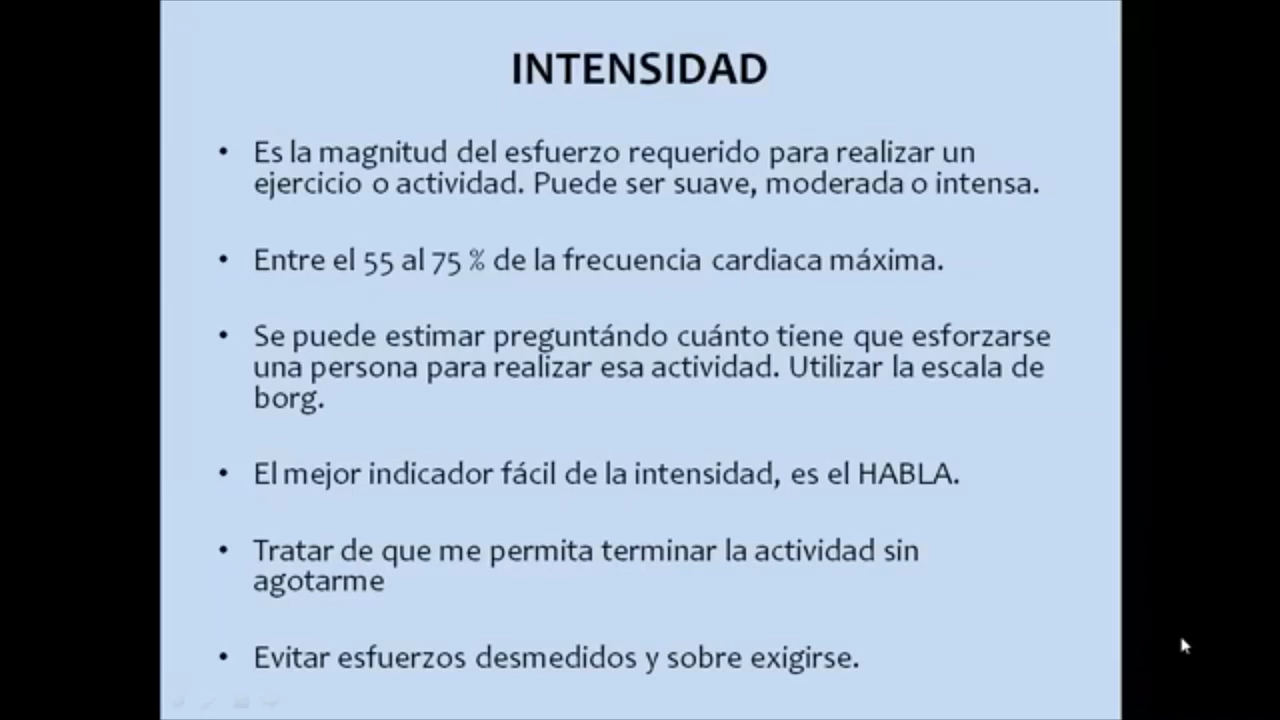 INTENSIDAD
• Es la magnitud del esfuerzo requerido para realizar un
ejercicio o actividad. Puede ser suave, moderada o intensa.
• Entre el 55 al 75 % de la frecuencia cardiaca máxima.
• Se puede estimar preguntándo cuánto tiene que esforzarse
una persona para realizar esa actividad. Utilizar la escala de
borg.
• El mejor indicador fácil de la intensidad, es el HABLA.
• Tratar de que me permita terminar la actividad sin
agotarme
• Evitar esfuerzos desmedidos y sobre exigirse.